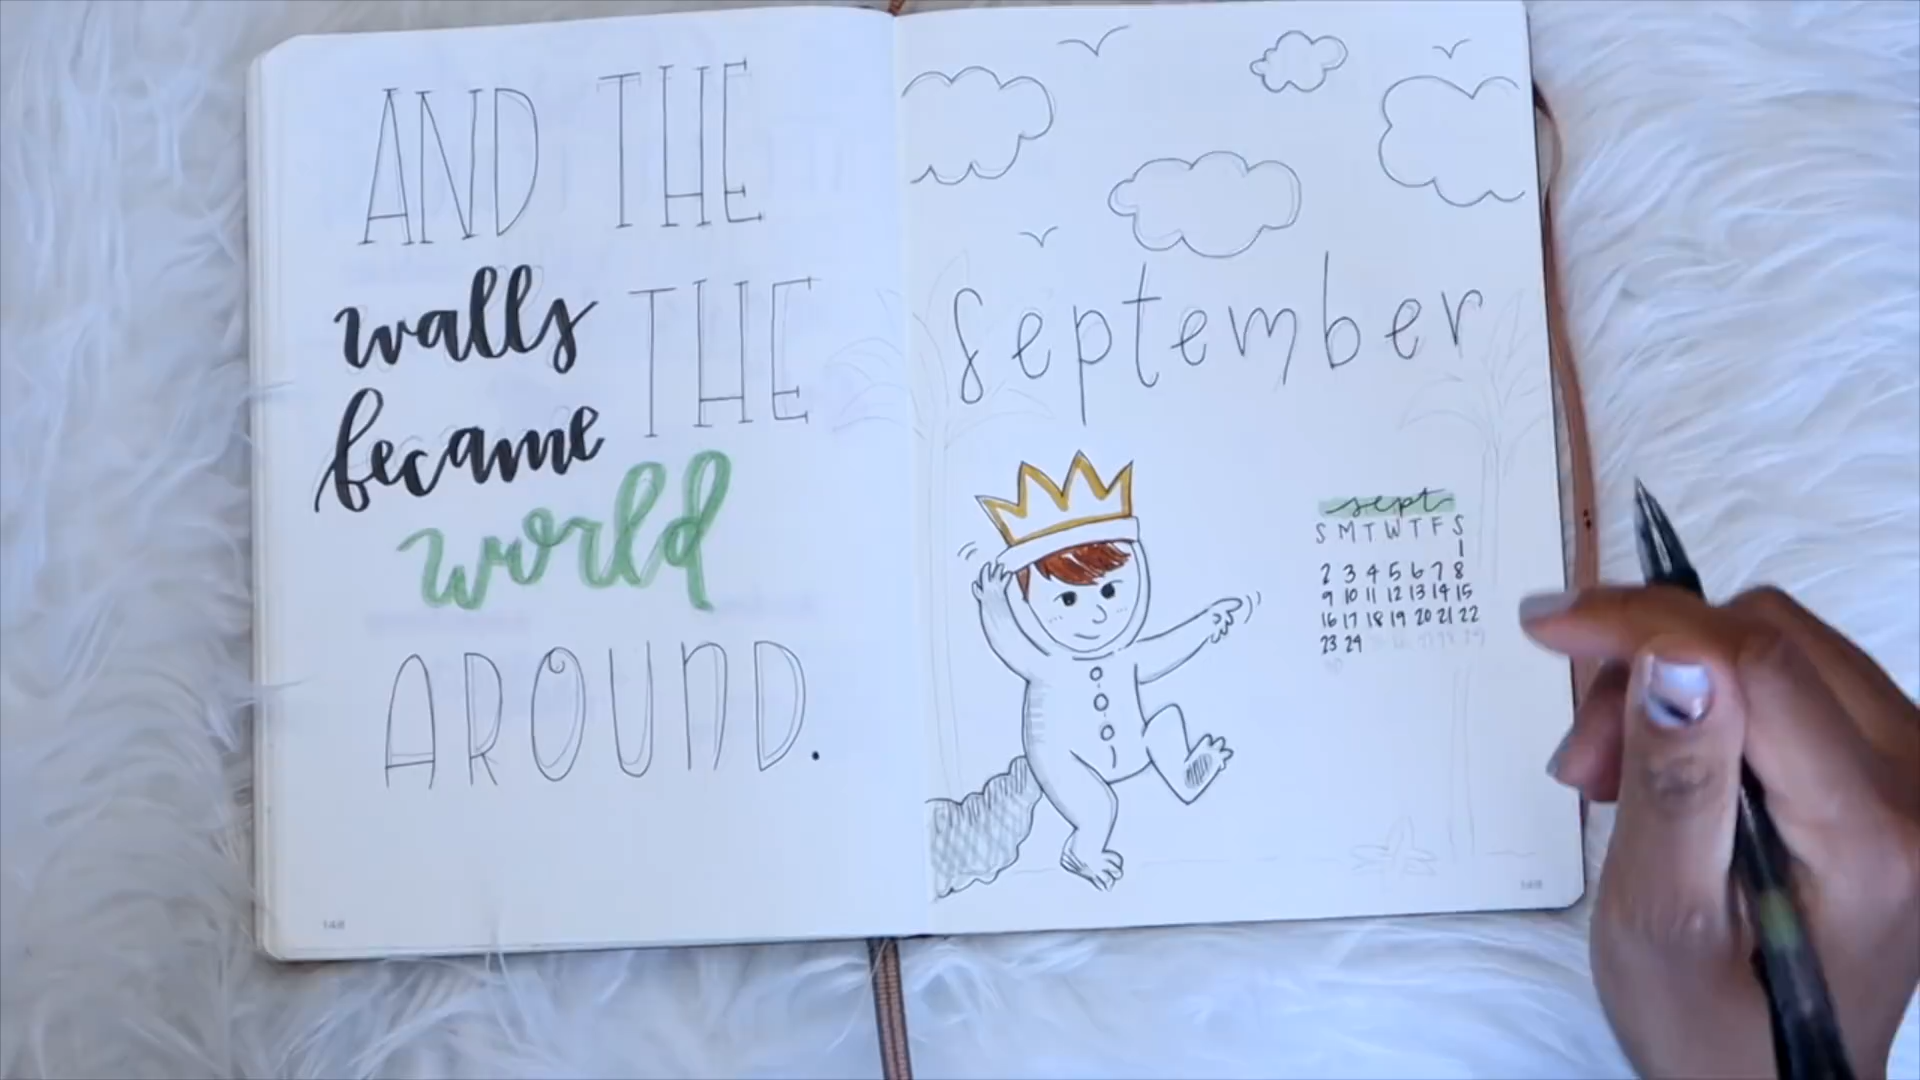 AND THE
walls THE
became
world
AROUND.
148
september
sept
S M T W T F S
1
2 3 4 5 6 7 8
9 10 11 12 13 14 15
16 17 18 19 20 21 22
23 24